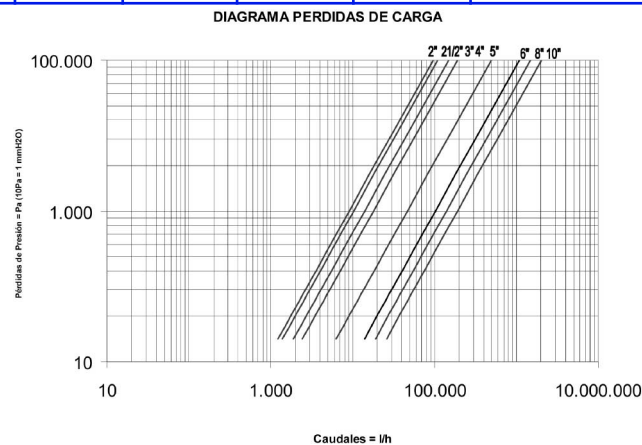 DIAGRAMA PERDIDAS DE CARGA
2" 21/2" 3" 4" 5" 6" 8" 10"
100.000
1.000
10
Pérdidas de Presión = Pa (10Pa = 1 mmH2O)
10 1.000 100.000 10.000.000
Caudales = l/h